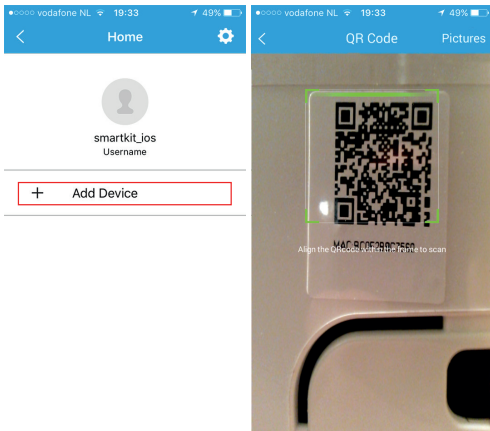 vodafone NL 19:33 49%
Home
smartkit_ios
Username
+ Add Device
vodafone NL 19:33 49%
QR Code Pictures
Align the QRcode within the frame to scan